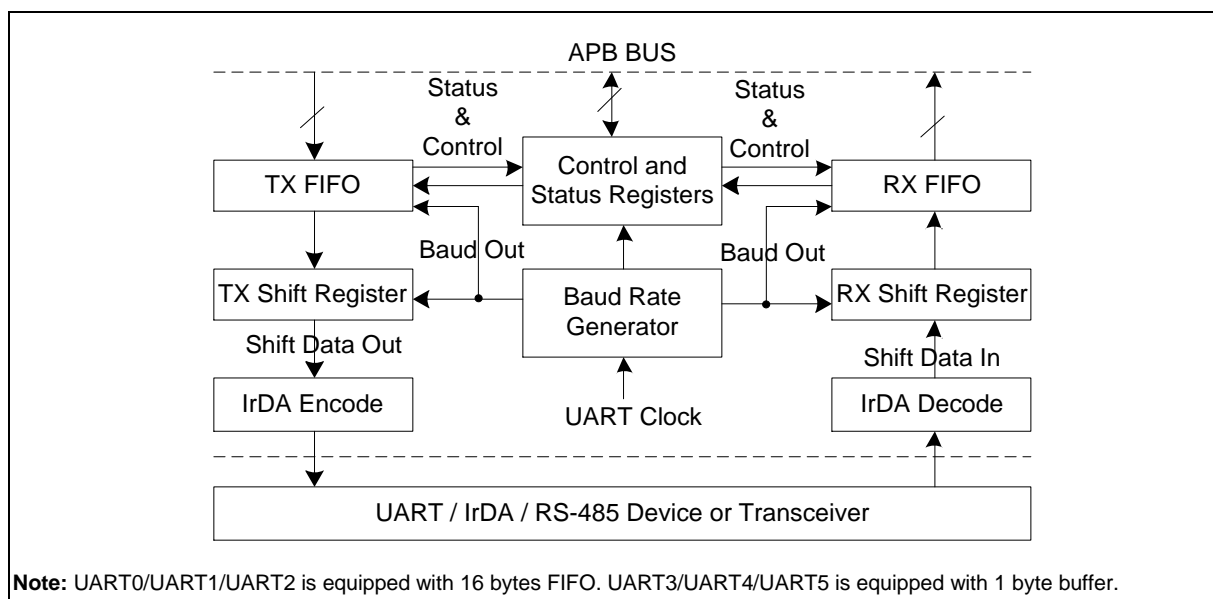 APB BUS
Status
&
Control
Status
&
Control
TX FIFO
Control and
Status Registers
RX FIFO
Baud Out
Baud Out
TX Shift Register
Baud Rate
Generator
RX Shift Register
Shift Data Out
Shift Data In
IrDA Encode
UART Clock
IrDA Decode
UART / IrDA / RS-485 Device or Transceiver
Note: UART0/UART1/UART2 is equipped with 16 bytes FIFO. UART3/UART4/UART5 is equipped with 1 byte buffer.